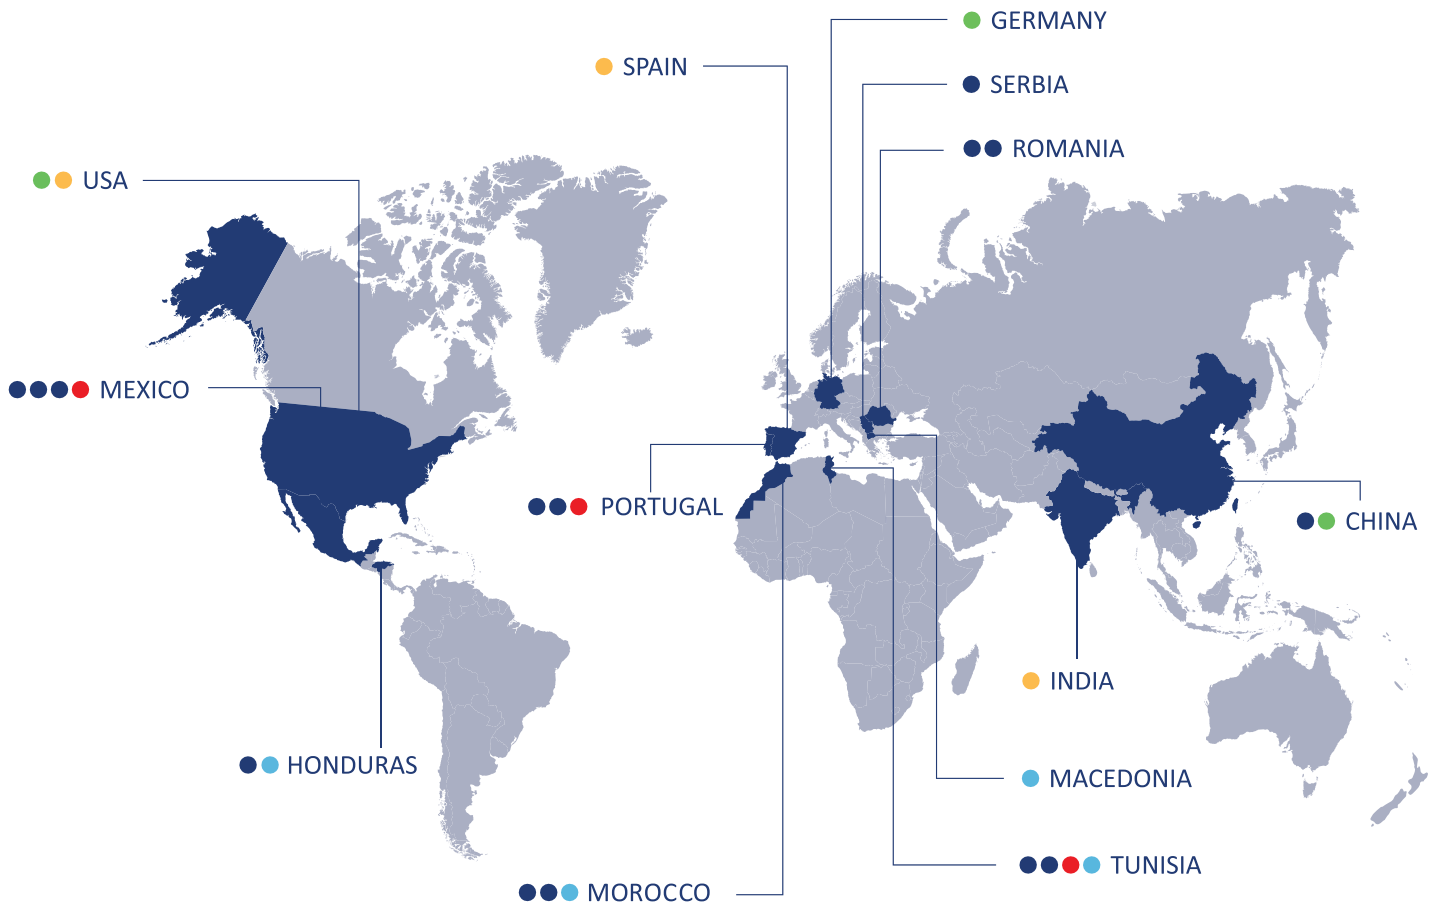 GERMANY
SPAIN
SERBIA
ROMANIA
USA
MEXICO
PORTUGAL
CHINA
INDIA
HONDURAS
MACEDONIA
TUNISIA
MOROCCO